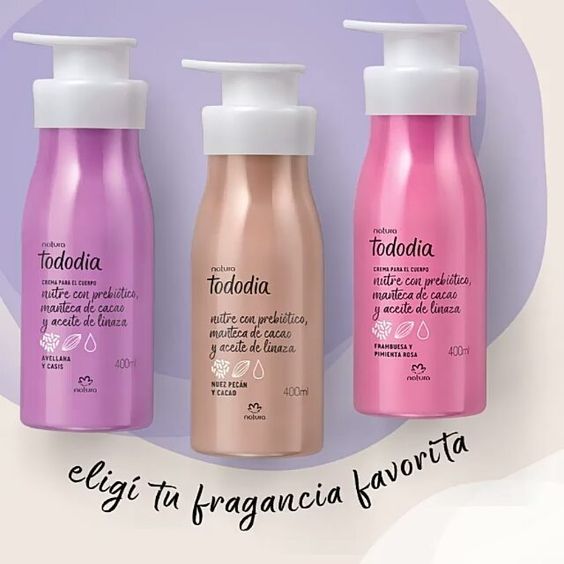 natura
tododia
CREMA PARA EL CUERPO
nutre con prebiótico,
manteca de cacao
y aceite de linaza
AVELLANA
Y CASIS
400ml
natura
natura
tododia
nutre con prebiótico,
manteca de cacao
y aceite de linaza
NUEZ PECÁN
Y CACAO
400ml
natura
natura
tododia
CREMA PARA EL CUERPO
nutre con prebiótico,
manteca de cacao
y aceite de linaza
FRAMBUESA Y
PIMIENTA ROSA
400ml
natura
eligí tu fragancia favorita